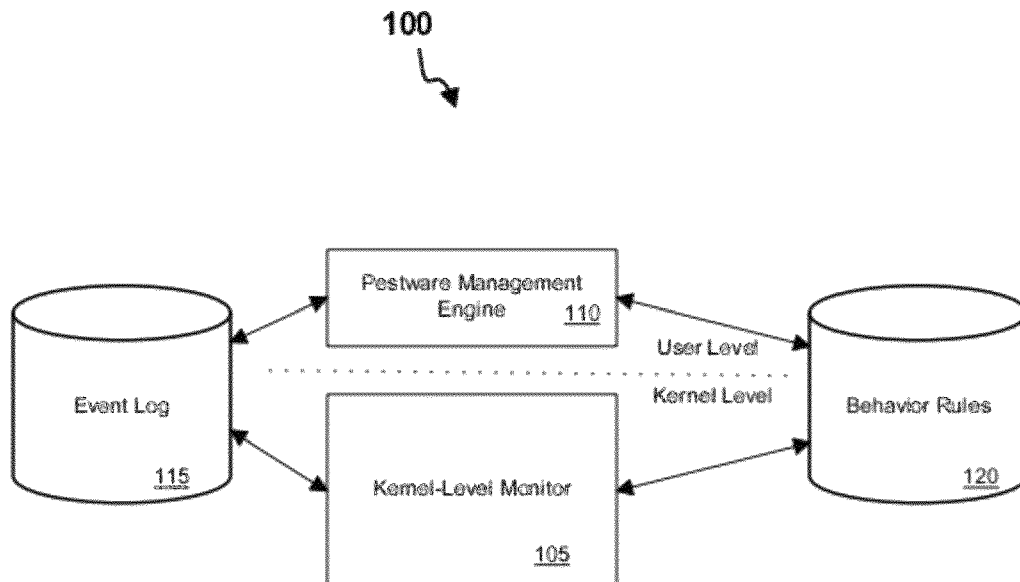 100
Pestware Management
Engine
110
User Level
Kernel Level
Event Log
115
Behavior Rules
120
Kernel-Level Monitor
105